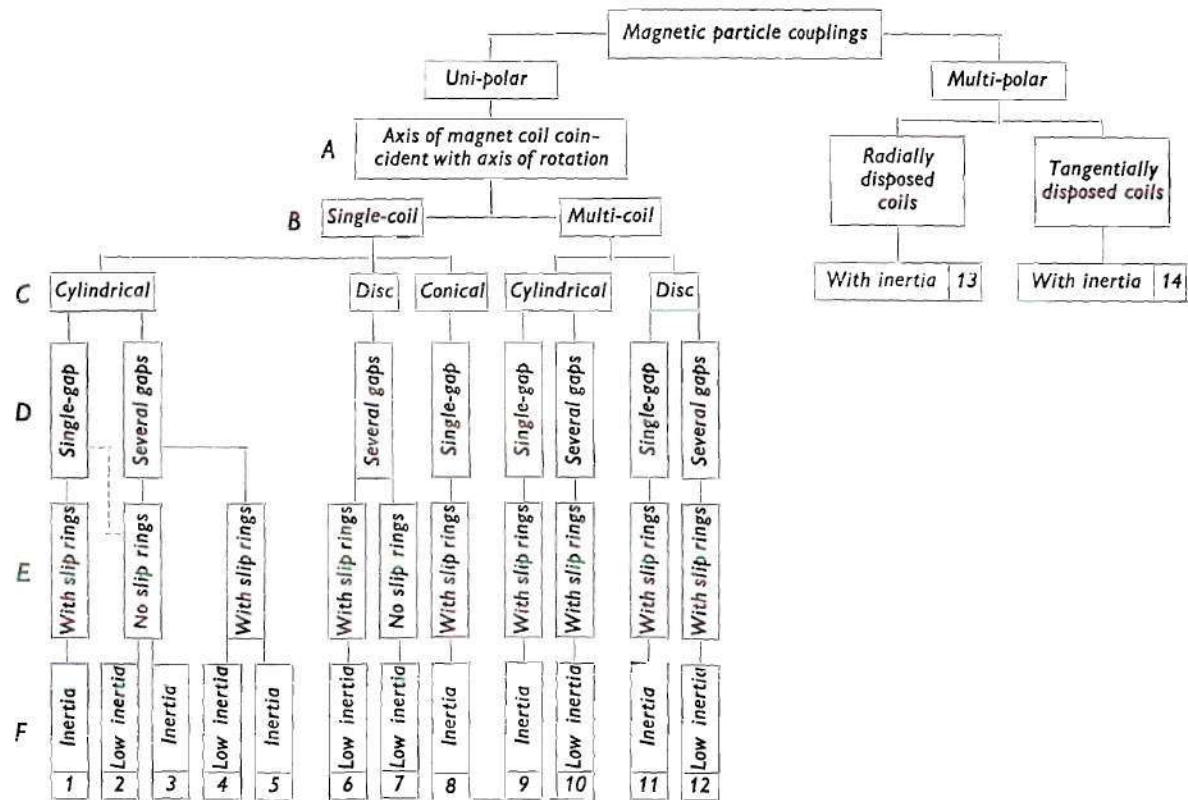 Magnetic particle couplings
Uni-polar
Multi-polar
A
Axis of magnet coil coin-
cident with axis of rotation
Radially
disposed
coils
Tangentially
disposed coils
B
Single-coil
Multi-coil
With inertia 13
With inertia 14
C
Cylindrical
Disc
Conical
Cylindrical
Disc
D
Single-gap
Several gaps
Several gaps
Single-gap
Single-gap
Several gaps
Single-gap
Several gaps
E
With slip rings
No slip rings
With slip rings
With slip rings
No slip rings
With slip rings
With slip rings
With slip rings
With slip rings
With slip rings
F
Inertia
Low inertia
Inertia
Low inertia
Inertia
Low inertia
Low inertia
Inertia
Inertia
Low inertia
Inertia
Low inertia
1 2 3 4 5 6 7 8 9 10 11 12